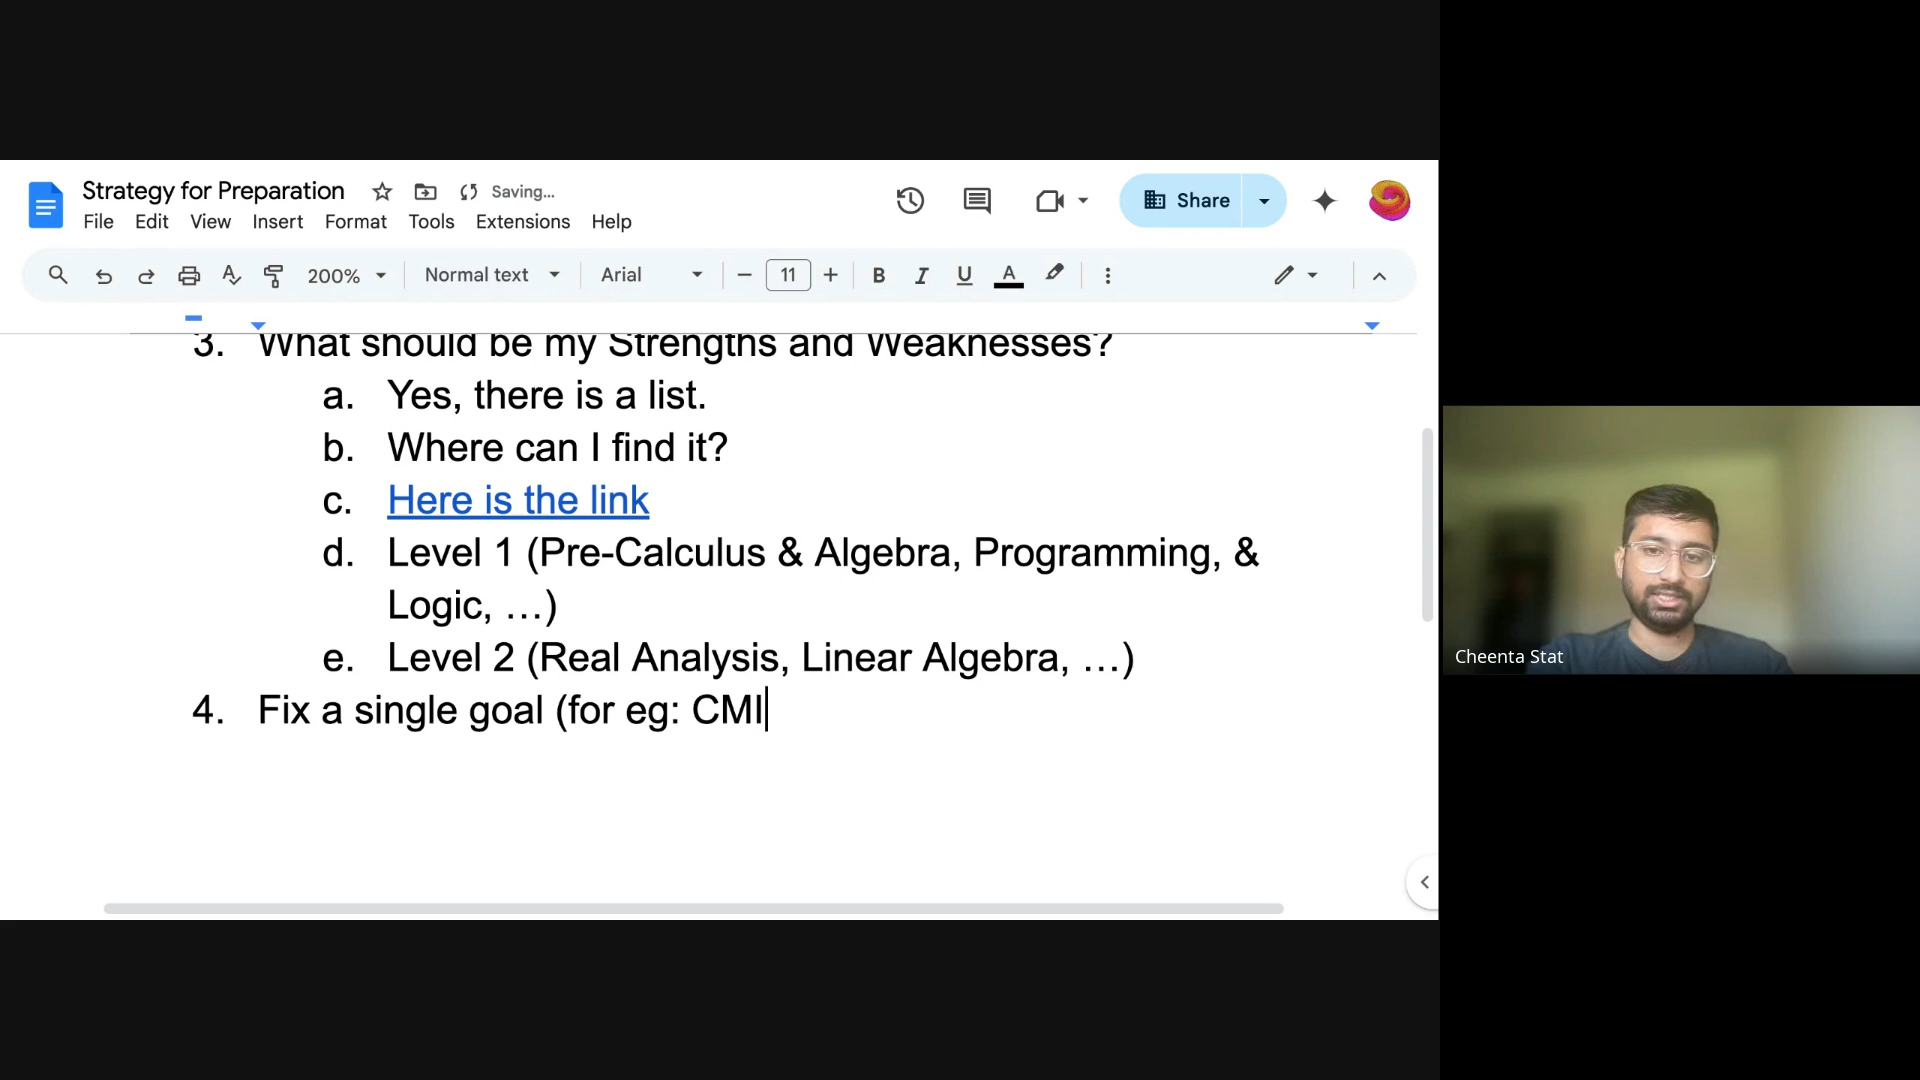 Strategy for Preparation Saving...
File Edit View Insert Format Tools Extensions Help
Share
200% Normal text Arial 11 B I U A
3. What should be my Strengths and Weaknesses?
a. Yes, there is a list.
b. Where can I find it?
c. Here is the link
d. Level 1 (Pre-Calculus & Algebra, Programming, &
Logic, …)
e. Level 2 (Real Analysis, Linear Algebra, …)
4. Fix a single goal (for eg: CMI
Cheenta Stat